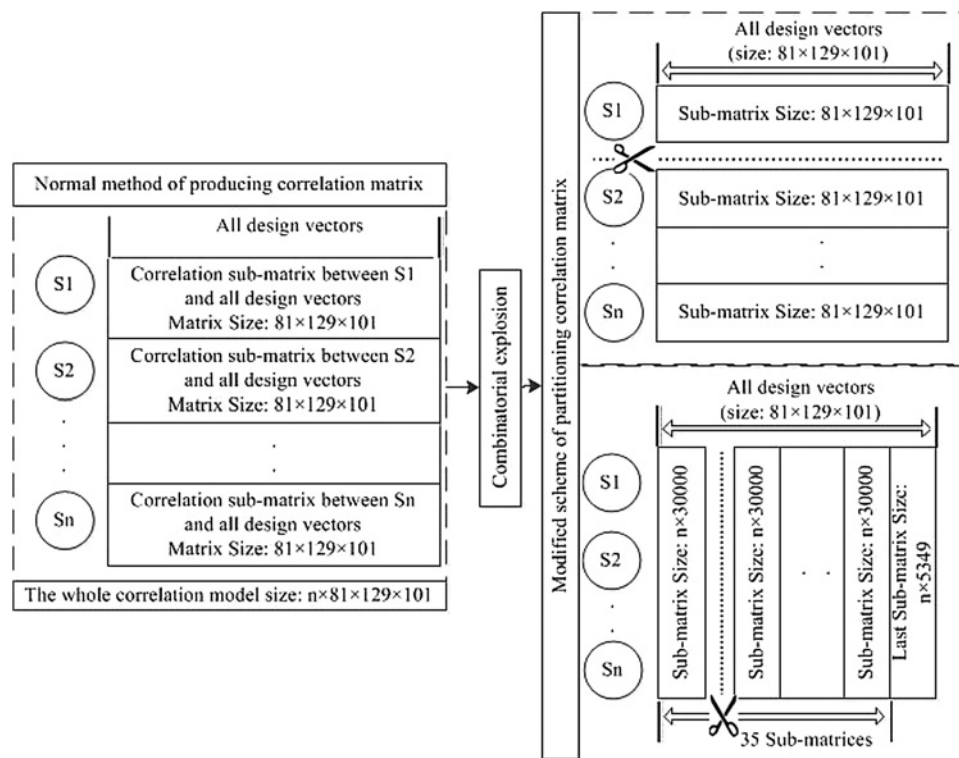 Normal method of producing correlation matrix
All design vectors
S1
Correlation sub-matrix between S1
and all design vectors
Matrix Size: 81×129×101
S2
Correlation sub-matrix between S2
and all design vectors
Matrix Size: 81×129×101
Sn
Correlation sub-matrix between Sn
and all design vectors
Matrix Size: 81×129×101
The whole correlation model size: n×81×129×101
Combinatorial explosion
Modified scheme of partitioning correlation matrix
All design vectors
(size: 81×129×101)
S1
Sub-matrix Size: 81×129×101
S2
Sub-matrix Size: 81×129×101
Sn
Sub-matrix Size: 81×129×101
All design vectors
(size: 81×129×101)
S1
S2
Sn
Sub-matrix Size: n×30000
Sub-matrix Size: n×30000
Sub-matrix Size: n×30000
Last Sub-matrix Size:
n×5349
35 Sub-matrices